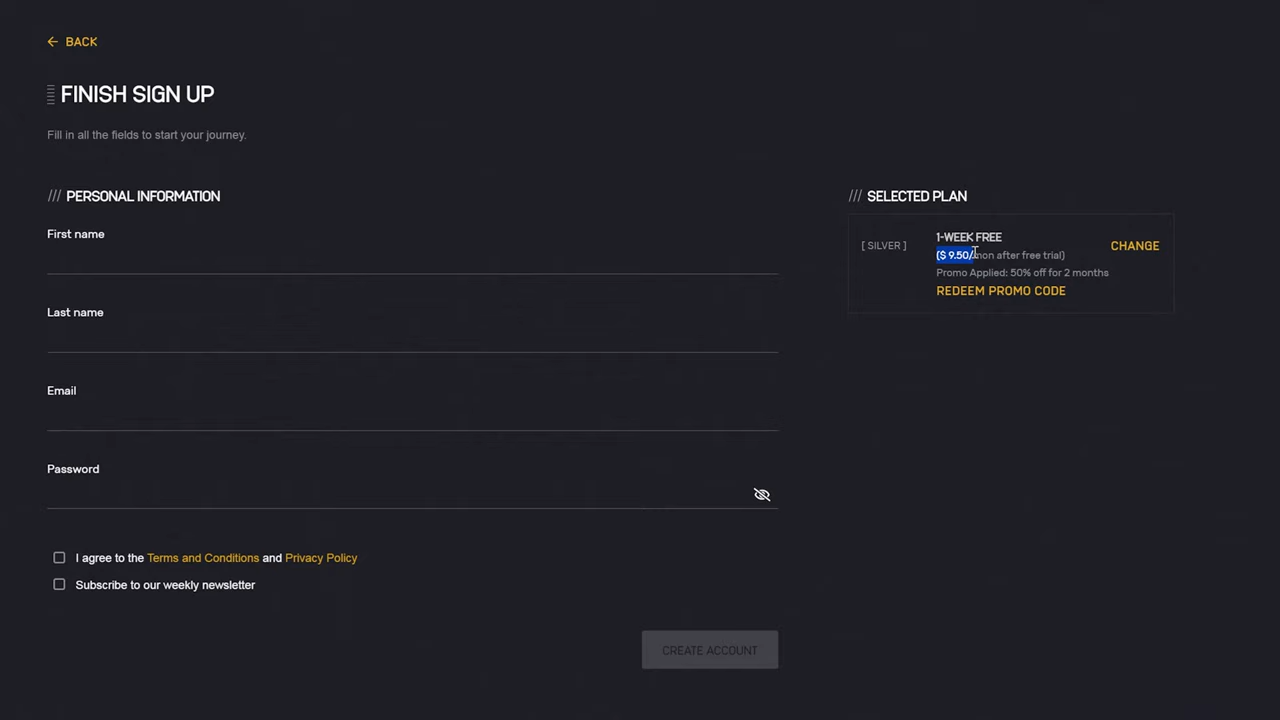 ← BACK
FINISH SIGN UP
Fill in all the fields to start your journey.
/// PERSONAL INFORMATION
First name
Last name
Email
Password
I agree to the Terms and Conditions and Privacy Policy
Subscribe to our weekly newsletter
CREATE ACCOUNT
/// SELECTED PLAN
[ SILVER ]
1-WEEK FREE
($ 9.50/mon after free trial)
Promo Applied: 50% off for 2 months
REDEEM PROMO CODE
CHANGE